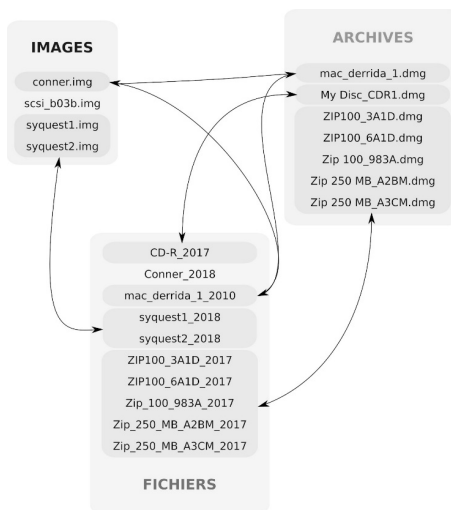 IMAGES
conner.img
scsi_b03b.img
syquest1.img
syquest2.img
ARCHIVES
mac_derrida_1.dmg
My Disc_CDR1.dmg
ZIP100_3A1D.dmg
ZIP100_6A1D.dmg
Zip 100_983A.dmg
Zip 250 MB_A2BM.dmg
Zip 250 MB_A3CM.dmg
CD-R_2017
Conner_2018
mac_derrida_1_2010
syquest1_2018
syquest2_2018
ZIP100_3A1D_2017
ZIP100_6A1D_2017
Zip_100_983A_2017
Zip_250_MB_A2BM_2017
Zip_250_MB_A3CM_2017
FICHIERS